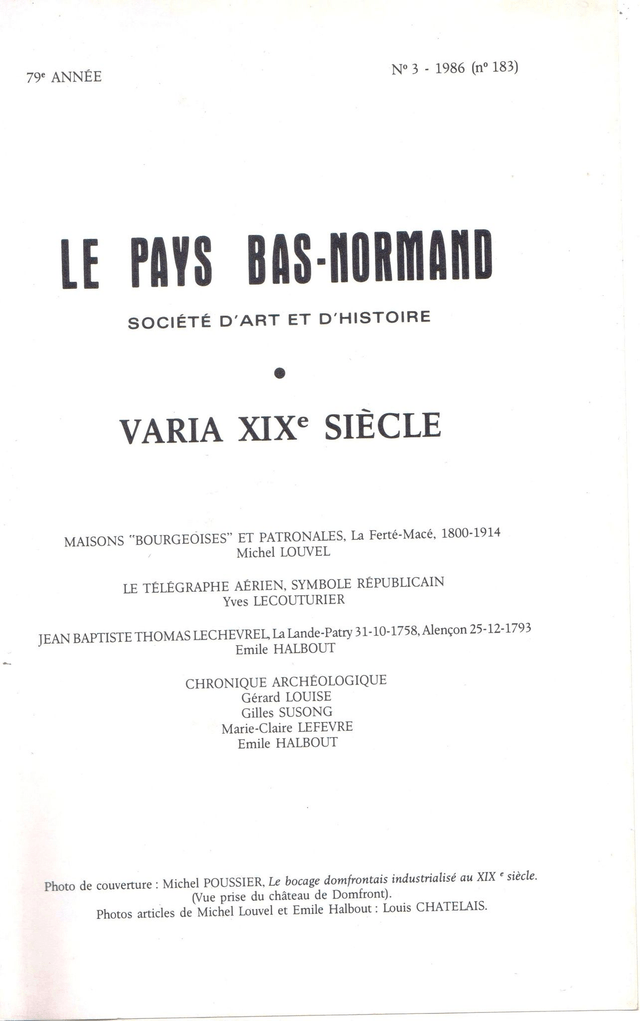 79e ANNÉE
N° 3 - 1986 (n° 183)
LE PAYS BAS-NORMAND
SOCIÉTÉ D'ART ET D'HISTOIRE
•
VARIA XIXe SIÈCLE
MAISONS "BOURGEOISES" ET PATRONALES, La Ferté-Macé, 1800-1914
Michel LOUVEL
LE TÉLÉGRAPHE AÉRIEN, SYMBOLE RÉPUBLICAIN
Yves LECOUTURIER
JEAN BAPTISTE THOMAS LECHEVREL, La Lande-Patry 31-10-1758, Alençon 25-12-1793
Emile HALBOUT
CHRONIQUE ARCHÉOLOGIQUE
Gérard LOUISE
Gilles SUSONG
Marie-Claire LEFEVRE
Emile HALBOUT
Photo de couverture : Michel POUSSIER, Le bocage domfrontais industrialisé au XIX e siècle.
(Vue prise du château de Domfront).
Photos articles de Michel Louvel et Emile Halbout : Louis CHATELAIS.